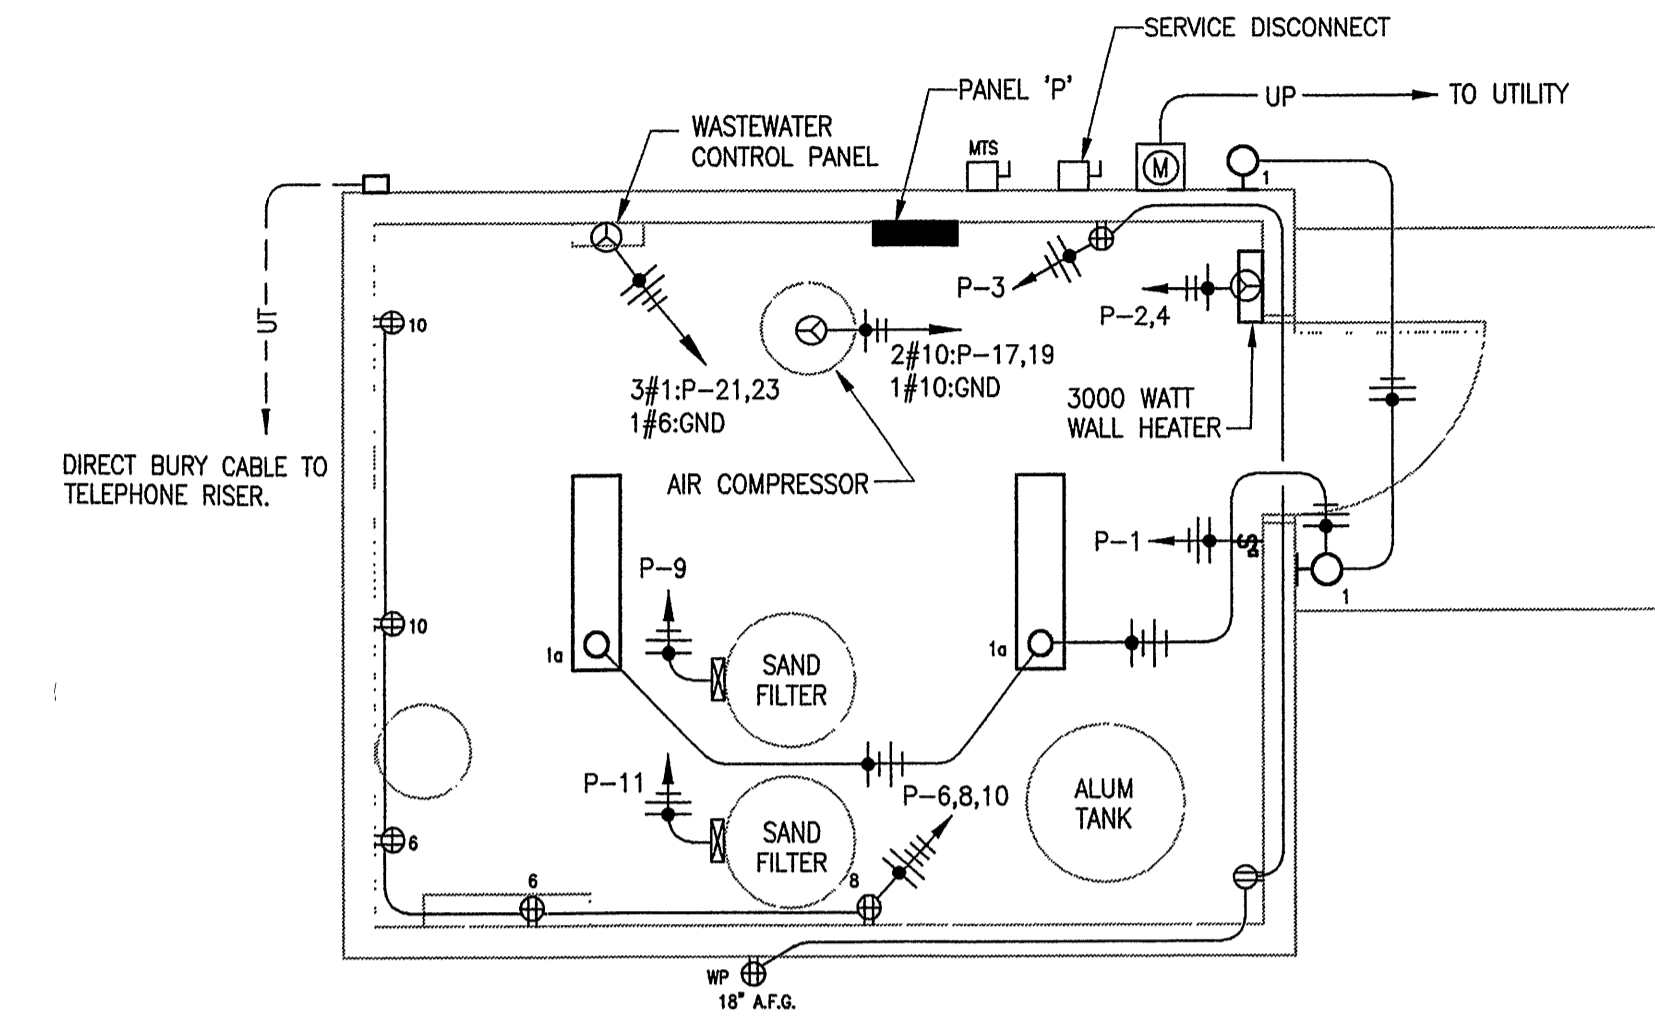 SERVICE DISCONNECT
PANEL 'P'
UP
TO UTILITY
WASTEWATER
CONTROL PANEL
MTS
M
1
UT
10
P-3
P-2,4
2#10:P-17,19
1#10:GND
3#1:P-21,23
1#6:GND
3000 WATT
WALL HEATER
DIRECT BURY CABLE TO
TELEPHONE RISER.
AIR COMPRESSOR
P-1
Sa
1
P-9
10
1a
1a
SAND
FILTER
P-11
P-6,8,10
ALUM
TANK
SAND
FILTER
6
6
8
WP
18" A.F.G.